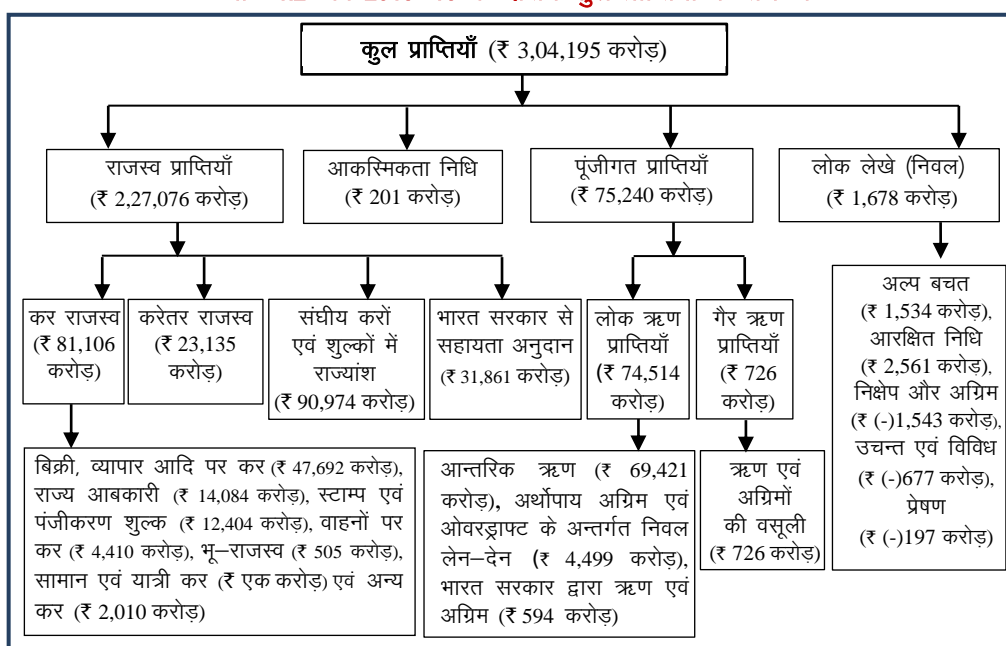 कुल प्राप्तियाँ (₹ 3,04,195 करोड़)
राजस्व प्राप्तियाँ
(₹ 2,27,076 करोड़)
आकस्मिकता निधि
(₹ 201 करोड़)
पूंजीगत प्राप्तियाँ
(₹ 75,240 करोड़)
लोक लेखे (निवल)
(₹ 1,678 करोड़)
कर राजस्व
(₹ 81,106
करोड़)
करेतर राजस्व
(₹ 23,135
करोड़)
संघीय करों
एवं शुल्कों में
राज्यांश
(₹ 90,974 करोड़)
भारत सरकार से
सहायता अनुदान
(₹ 31,861 करोड़)
लोक ऋण
प्राप्तियाँ
(₹ 74,514
करोड़)
गैर ऋण
प्राप्तियाँ
(₹ 726
करोड़)
अल्प बचत
(₹ 1,534 करोड़),
आरक्षित निधि
(₹ 2,561 करोड़),
निक्षेप और अग्रिम
(₹ (-)1,543 करोड़),
उचन्त एवं विविध
(₹ (-)677 करोड़),
प्रेषण
(₹ (-)197 करोड़)
बिक्री, व्यापार आदि पर कर (₹ 47,692 करोड़),
राज्य आबकारी (₹ 14,084 करोड़), स्टाम्प एवं
पंजीकरण शुल्क (₹ 12,404 करोड़), वाहनों पर
कर (₹ 4,410 करोड़), भू–राजस्व (₹ 505 करोड़),
सामान एवं यात्री कर (₹ एक करोड़) एवं अन्य
कर (₹ 2,010 करोड़)
आन्तरिक ऋण (₹ 69,421
करोड़), अर्थोपाय अग्रिम एवं
ओवरड्राफ्ट के अन्तर्गत निवल
लेन–देन (₹ 4,499 करोड़),
भारत सरकार द्वारा ऋण एवं
अग्रिम (₹ 594 करोड़)
ऋण एवं
अग्रिमों
की वसूली
(₹ 726 करोड़)